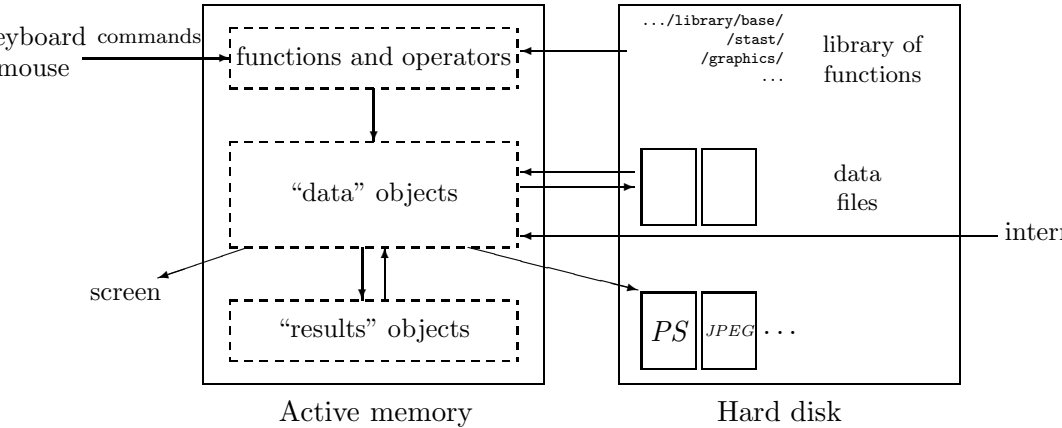 eyboard commands
mouse
functions and operators
.../library/base/
/stast/
/graphics/
...
library of
functions
“data” objects
data
files
intern
screen
“results” objects
PS JPEG ...
Active memory
Hard disk